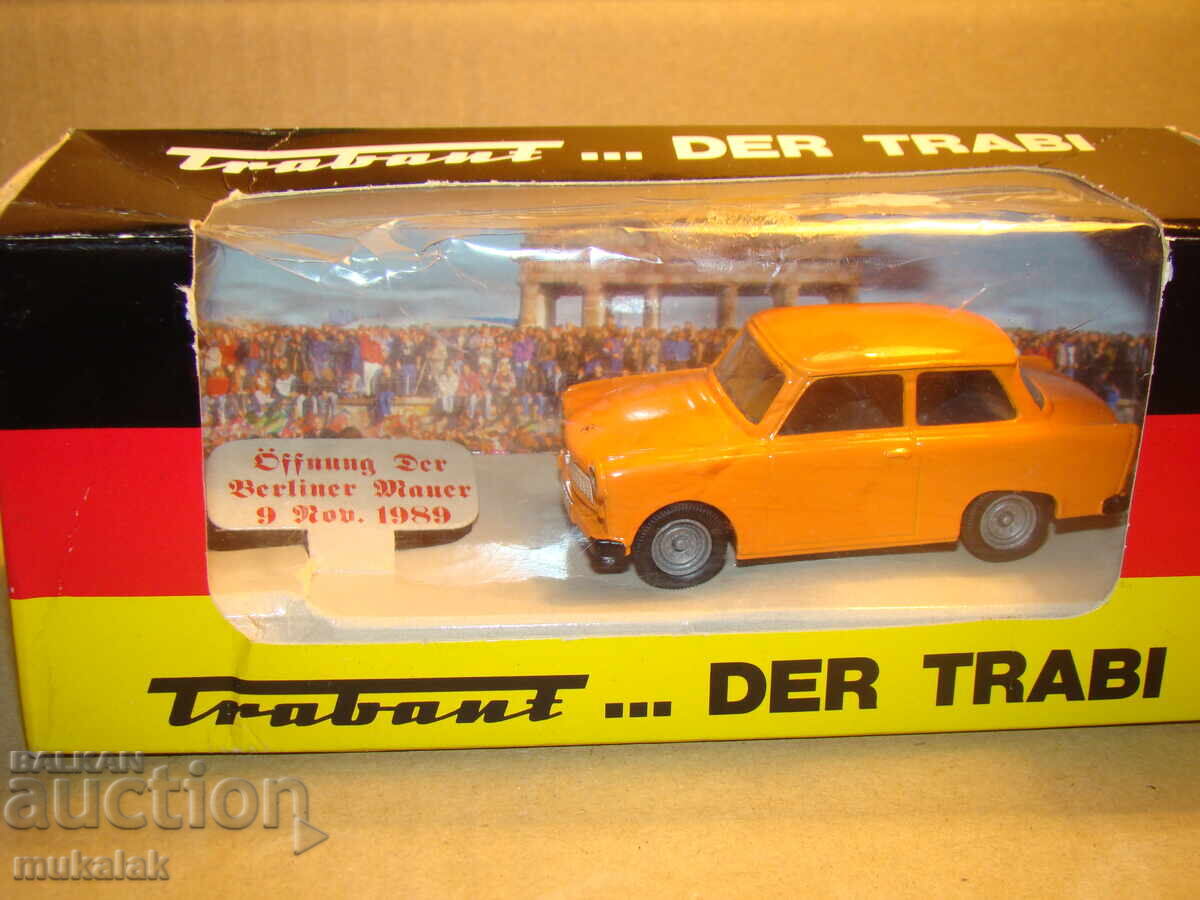 Trabant ... DER TRABI
Öffnung Der
Berliner Mauer
9 Nov. 1989
Trabant ... DER TRABI
BALKAN
auction
mukalak